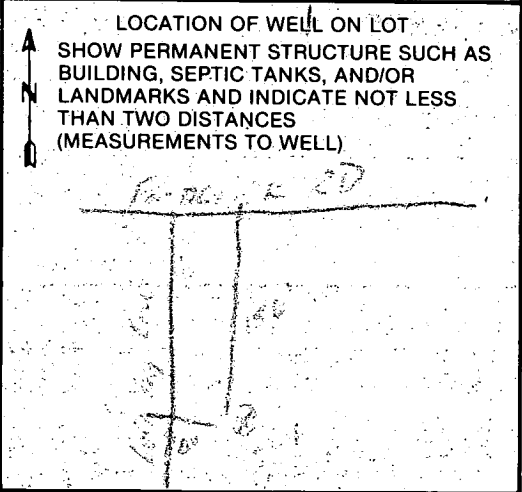 LOCATION OF WELL ON LOT
SHOW PERMANENT STRUCTURE SUCH AS
BUILDING, SEPTIC TANKS, AND/OR
N
LANDMARKS AND INDICATE NOT LESS
THAN TWO DISTANCES
(MEASUREMENTS TO WELL)
RD